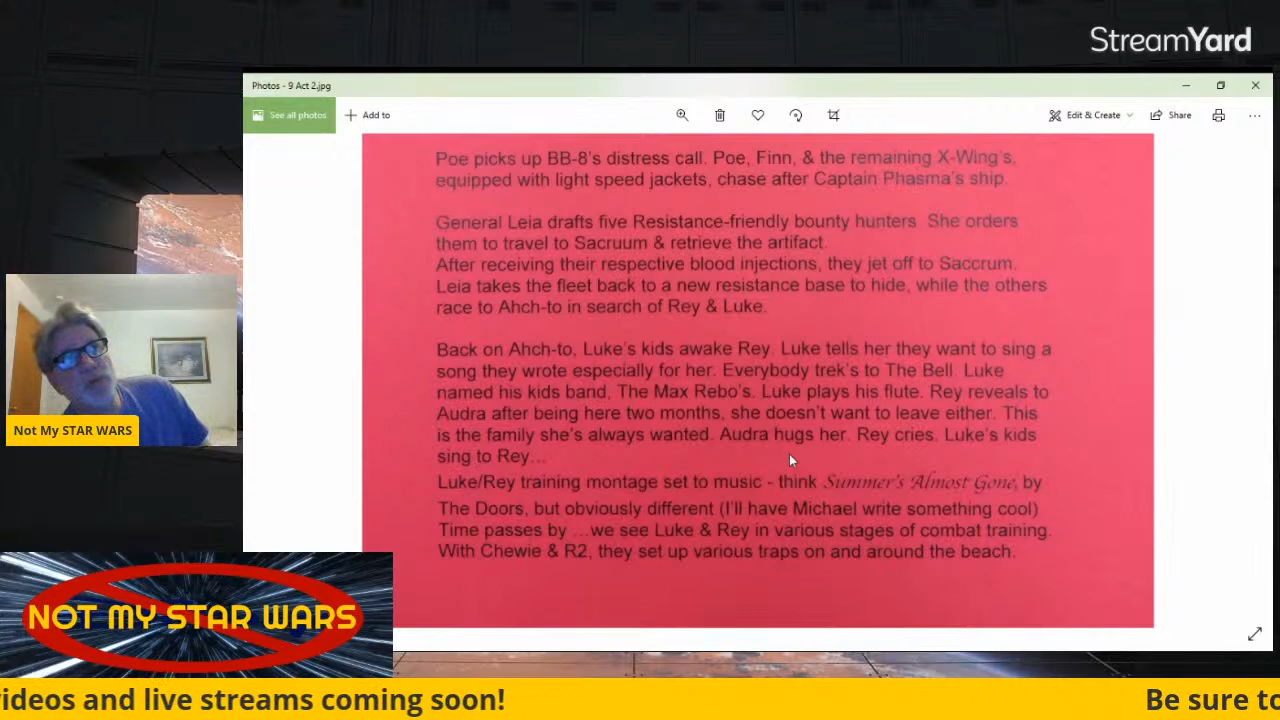 StreamYard
Photos - 9 Act 2.jpg
See all photos
Add to
Edit & Create
Share
Poe picks up BB-8's distress call. Poe, Finn, & the remaining X-Wing's,
equipped with light speed jackets, chase after Captain Phasma's ship.
General Leia drafts five Resistance-friendly bounty hunters. She orders
them to travel to Sacruum & retrieve the artifact.
After receiving their respective blood injections, they jet off to Saccrum.
Leia takes the fleet back to a new resistance base to hide, while the others
race to Ahch-to in search of Rey & Luke.
Back on Ahch-to, Luke's kids awake Rey. Luke tells her they want to sing a
song they wrote especially for her. Everybody trek's to The Bell. Luke
named his kids band, The Max Rebo's. Luke plays his flute. Rey reveals to
Audra after being here two months, she doesn't want to leave either. This
is the family she's always wanted. Audra hugs her. Rey cries. Luke's kids
sing to Rey...
Luke/Rey training montage set to music - think Summer's Almost Gone, by
The Doors, but obviously different (I'll have Michael write something cool)
Time passes by ...we see Luke & Rey in various stages of combat training.
With Chewie & R2, they set up various traps on and around the beach.
Not My STAR WARS
NOT MY STAR WARS
videos and live streams coming soon! Be sure to